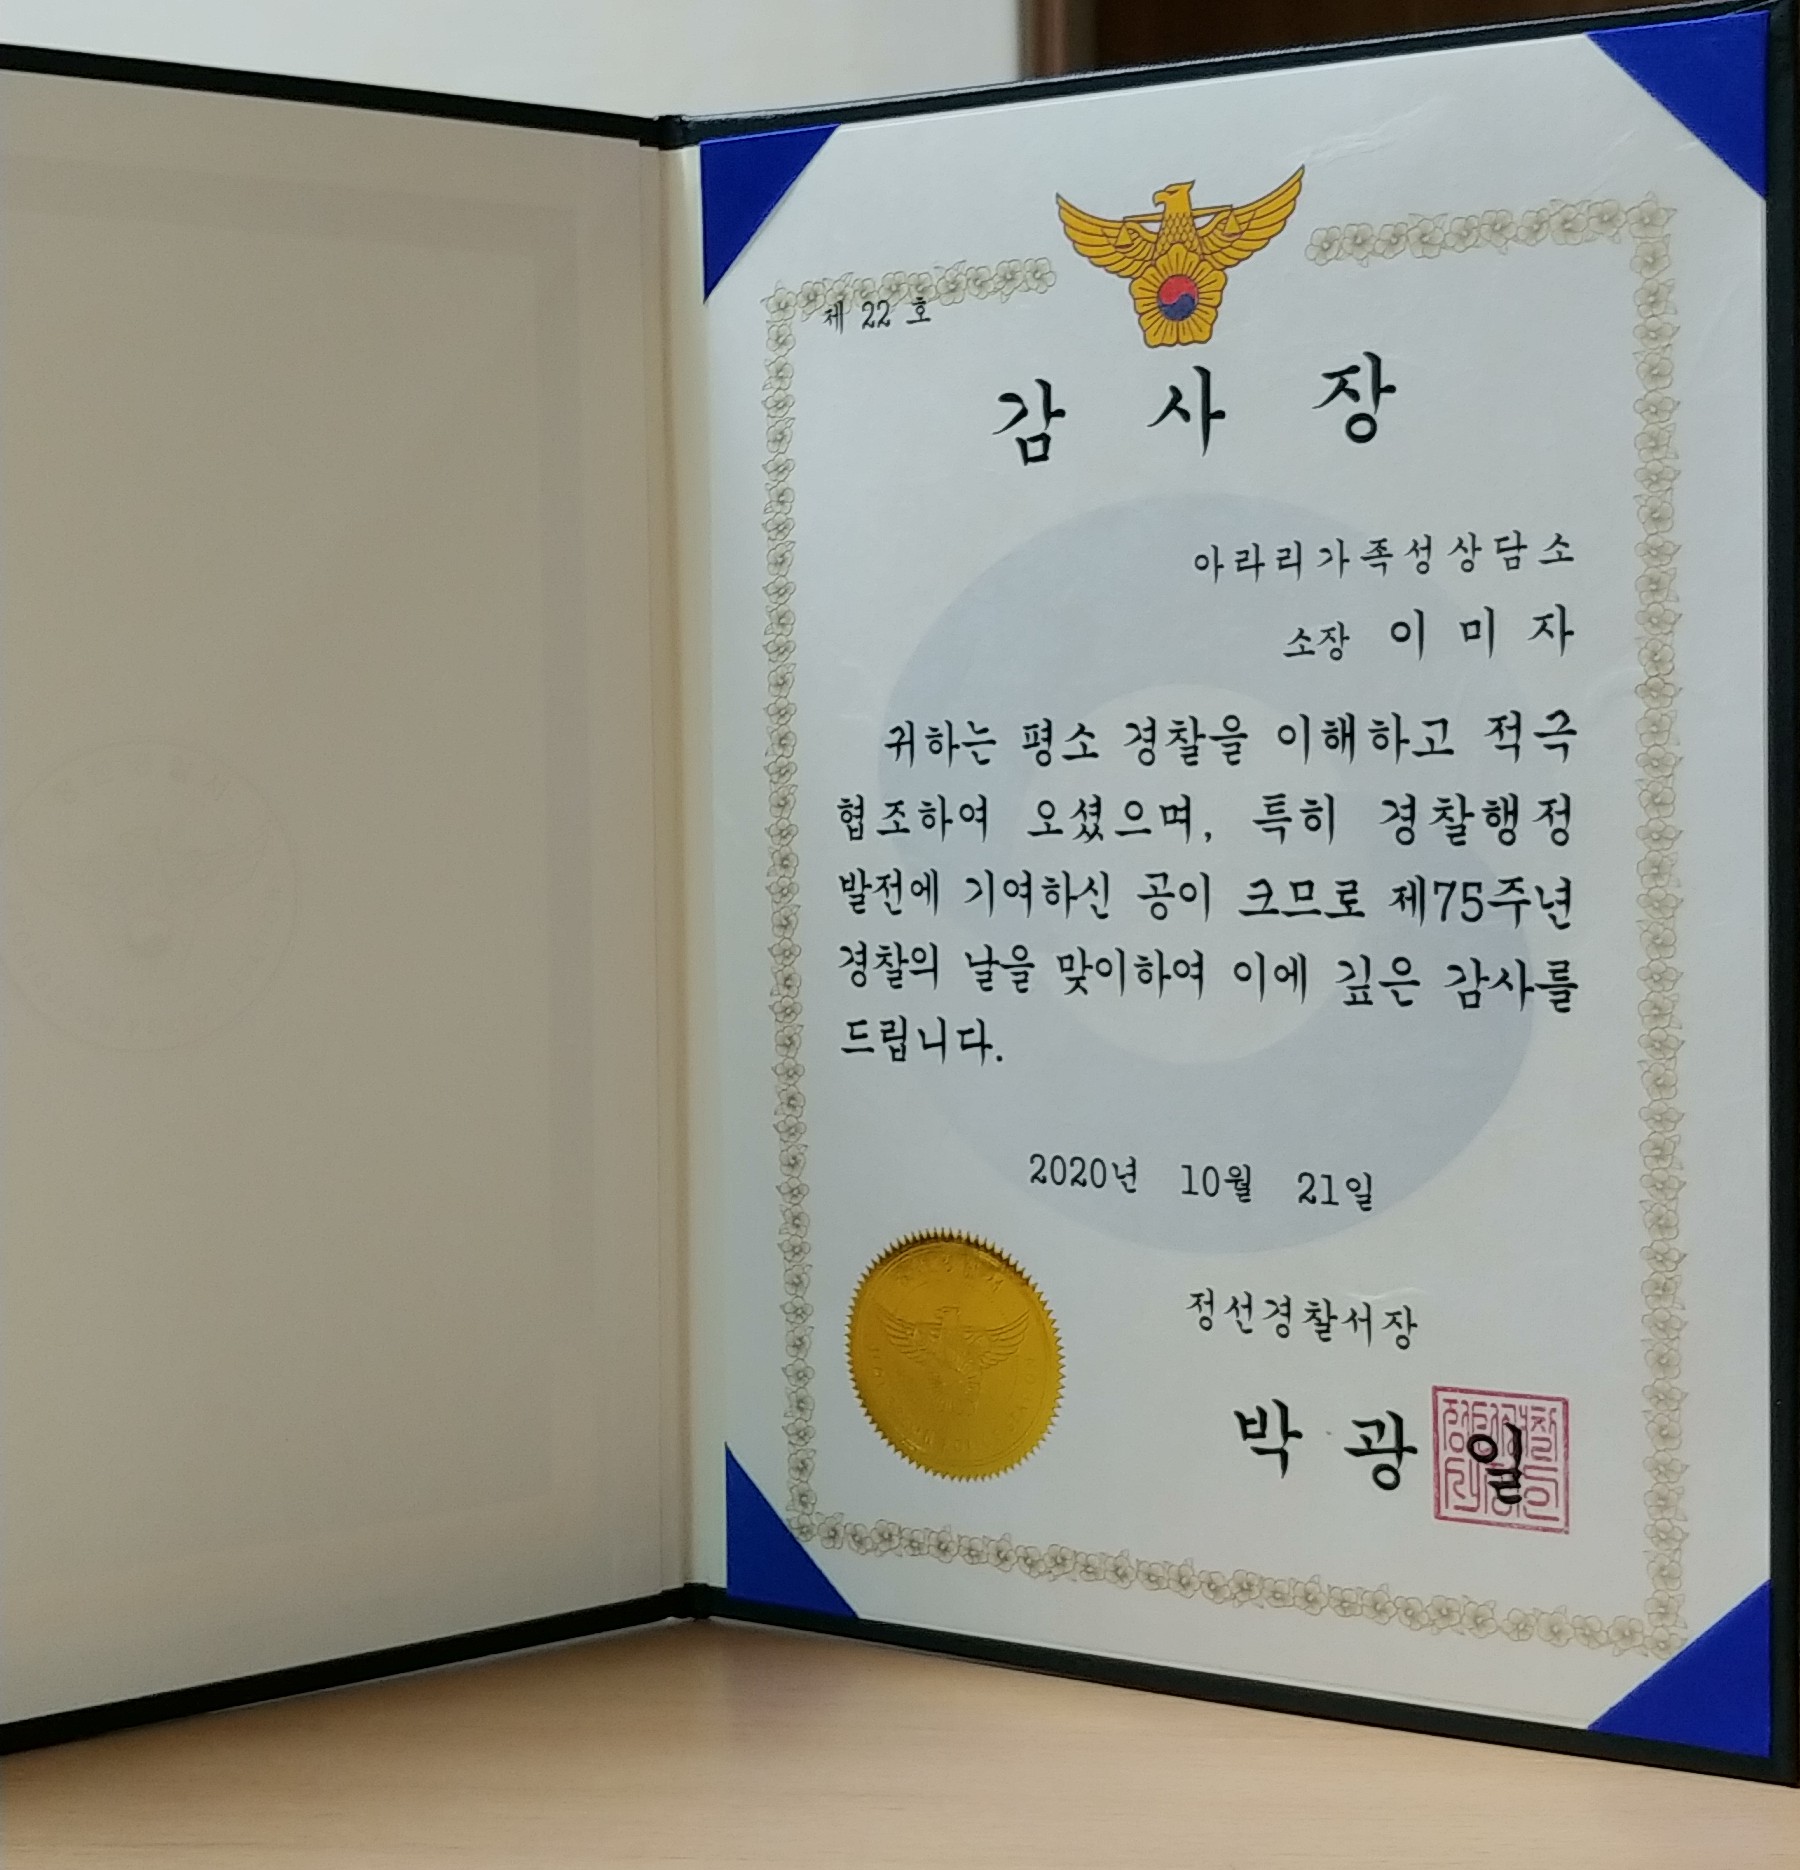 제 22 호
감 사 장
아라리가족성상담소
소장 이 미 자
귀하는 평소 경찰을 이해하고 적극
협조하여 오셨으며, 특히 경찰행정
발전에 기여하신 공이 크므로 제75주년
경찰의 날을 맞이하여 이에 깊은 감사를
드립니다.
2020년 10월 21일
정선경찰서장
박 광 일